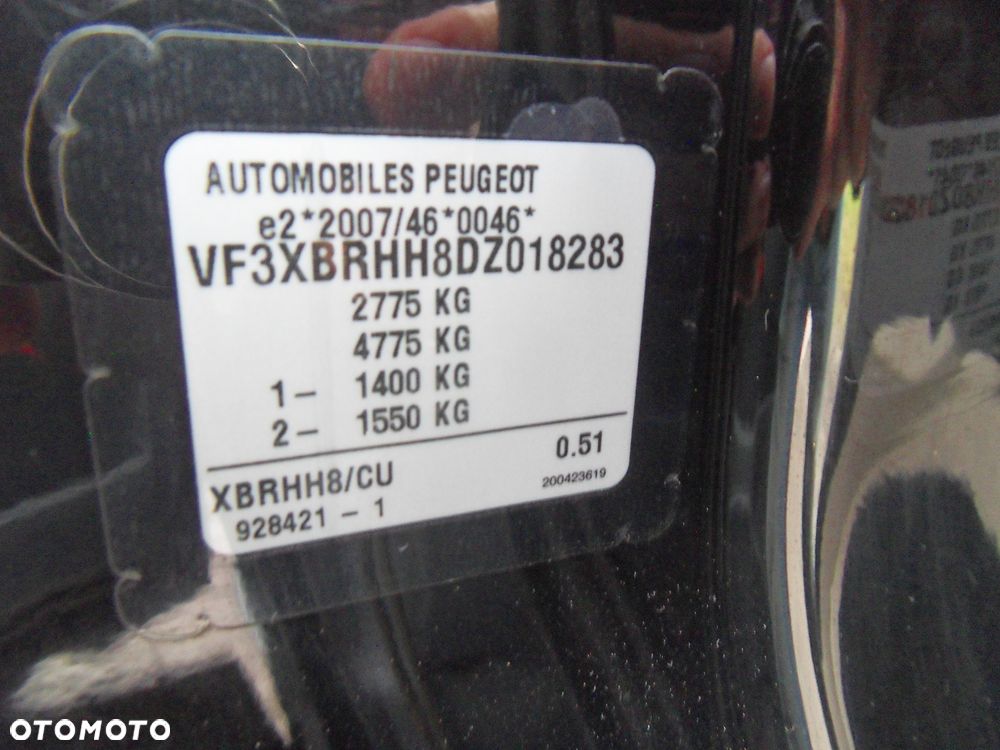 AUTOMOBILES PEUGEOT
e2*2007/46*0046*
VF3XBRHH8DZ018283
2775 KG
4775 KG
1- 1400 KG
2- 1550 KG
XBRHH8/CU 0.51
928421-1 200423619
OTOMOTO